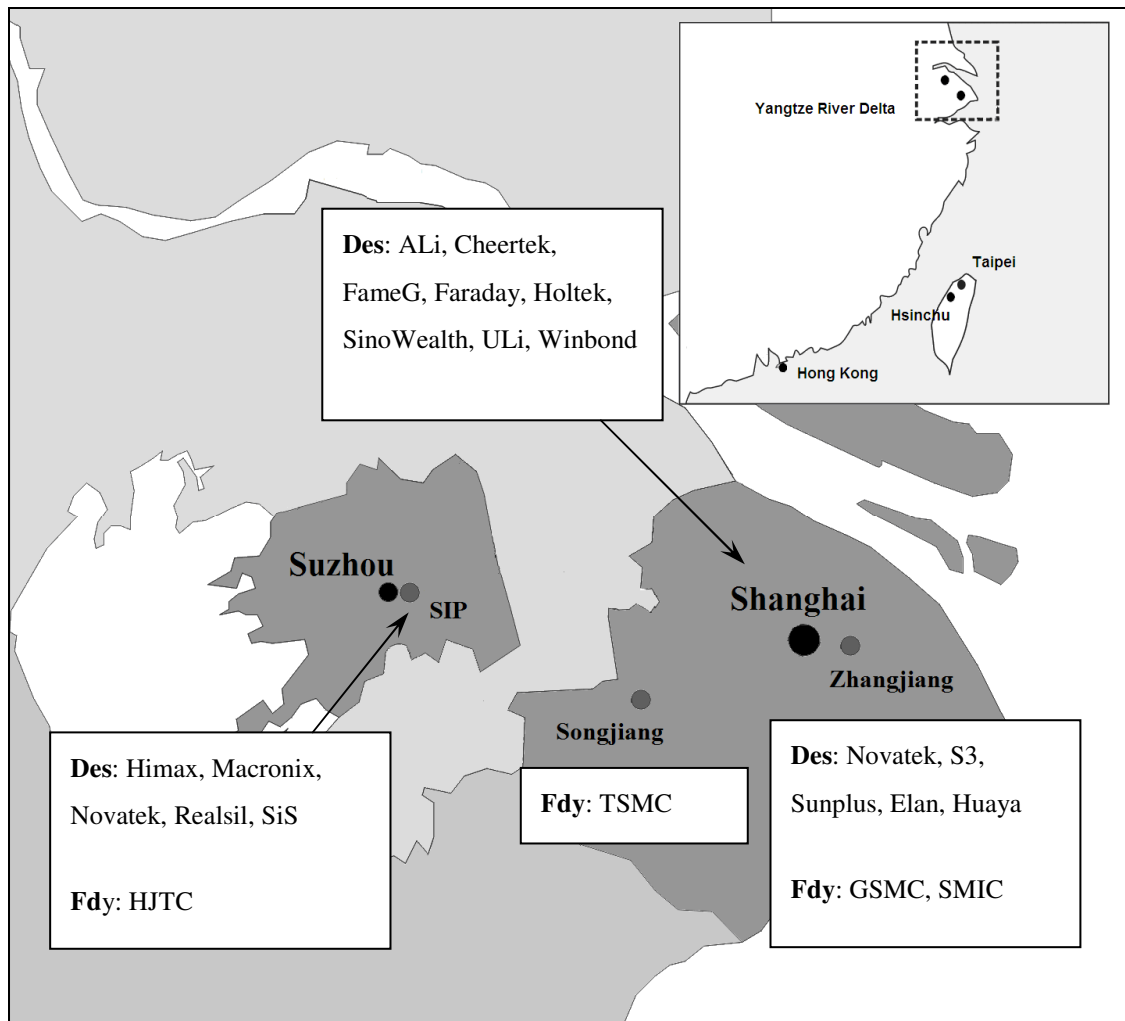 Yangtze River Delta
Taipei
Hsinchu
Hong Kong
Des: ALi, Cheertek,
FameG, Faraday, Holtek,
SinoWealth, ULi, Winbond
Suzhou
SIP
Shanghai
Zhangjiang
Songjiang
Des: Himax, Macronix,
Novatek, Realsil, SiS
Fdy: HJTC
Fdy: TSMC
Des: Novatek, S3,
Sunplus, Elan, Huaya
Fdy: GSMC, SMIC